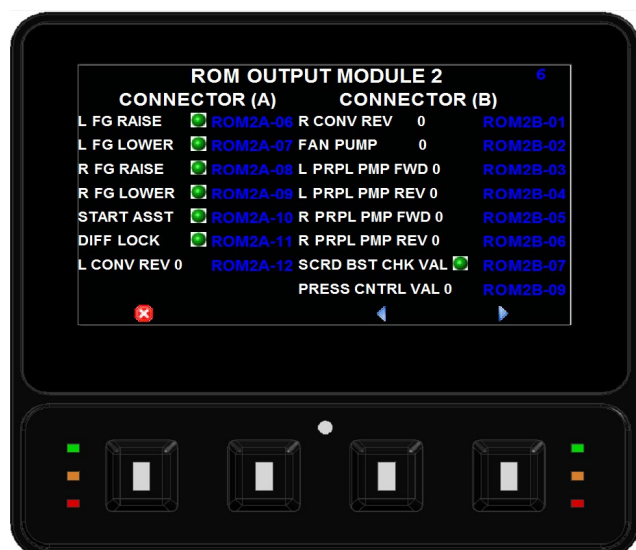 ROM OUTPUT MODULE 2 6
CONNECTOR (A) CONNECTOR (B)
L FG RAISE ROM2A-06 R CONV REV 0 ROM2B-01
L FG LOWER ROM2A-07 FAN PUMP 0 ROM2B-02
R FG RAISE ROM2A-08 L PRPL PMP FWD 0 ROM2B-03
R FG LOWER ROM2A-09 L PRPL PMP REV 0 ROM2B-04
START ASST ROM2A-10 R PRPL PMP FWD 0 ROM2B-05
DIFF LOCK ROM2A-11 R PRPL PMP REV 0 ROM2B-06
L CONV REV 0 ROM2A-12 SCRD BST CHK VAL ROM2B-07
PRESS CNTRL VAL 0 ROM2B-09